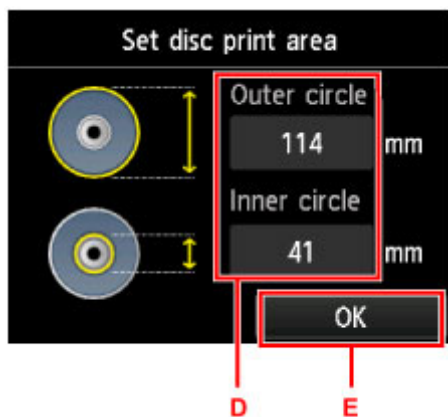 Set disc print area
Outer circle
114 mm
Inner circle
41 mm
OK
D E